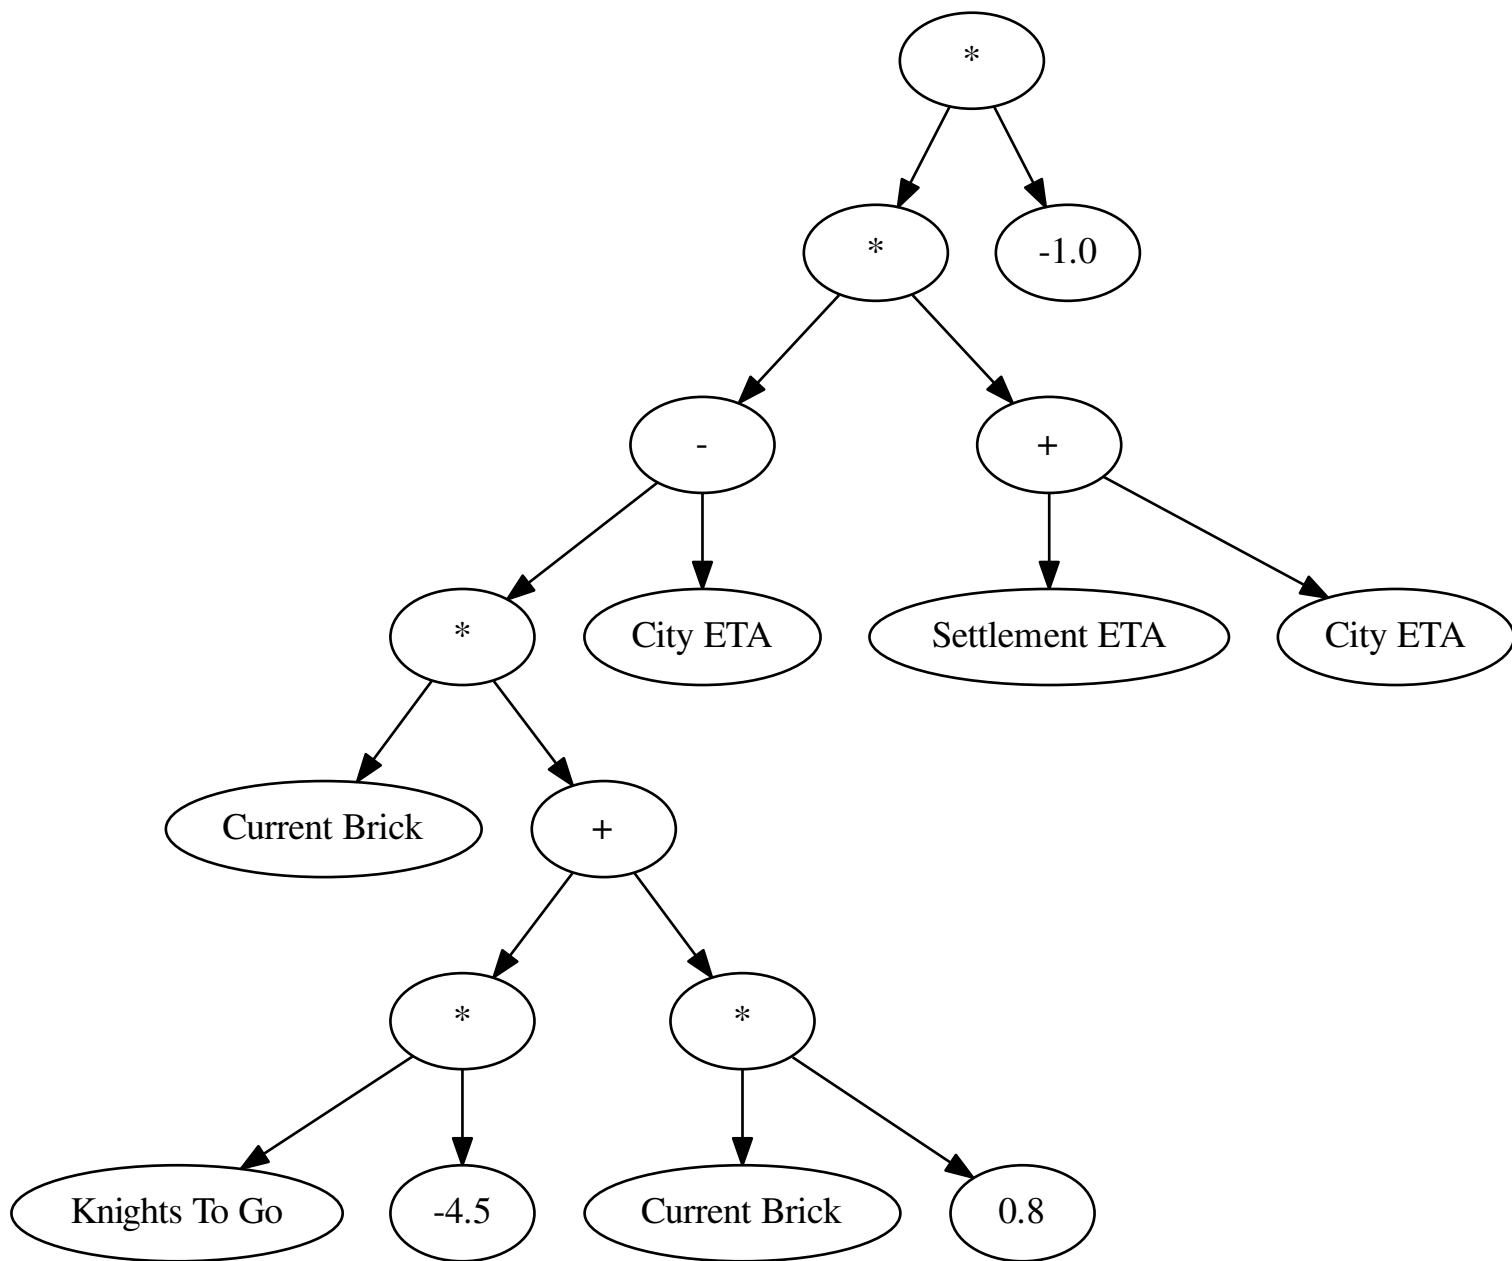 *
*
-1.0
-
+
*
City ETA
Settlement ETA
City ETA
Current Brick
+
*
*
Knights To Go
-4.5
Current Brick
0.8